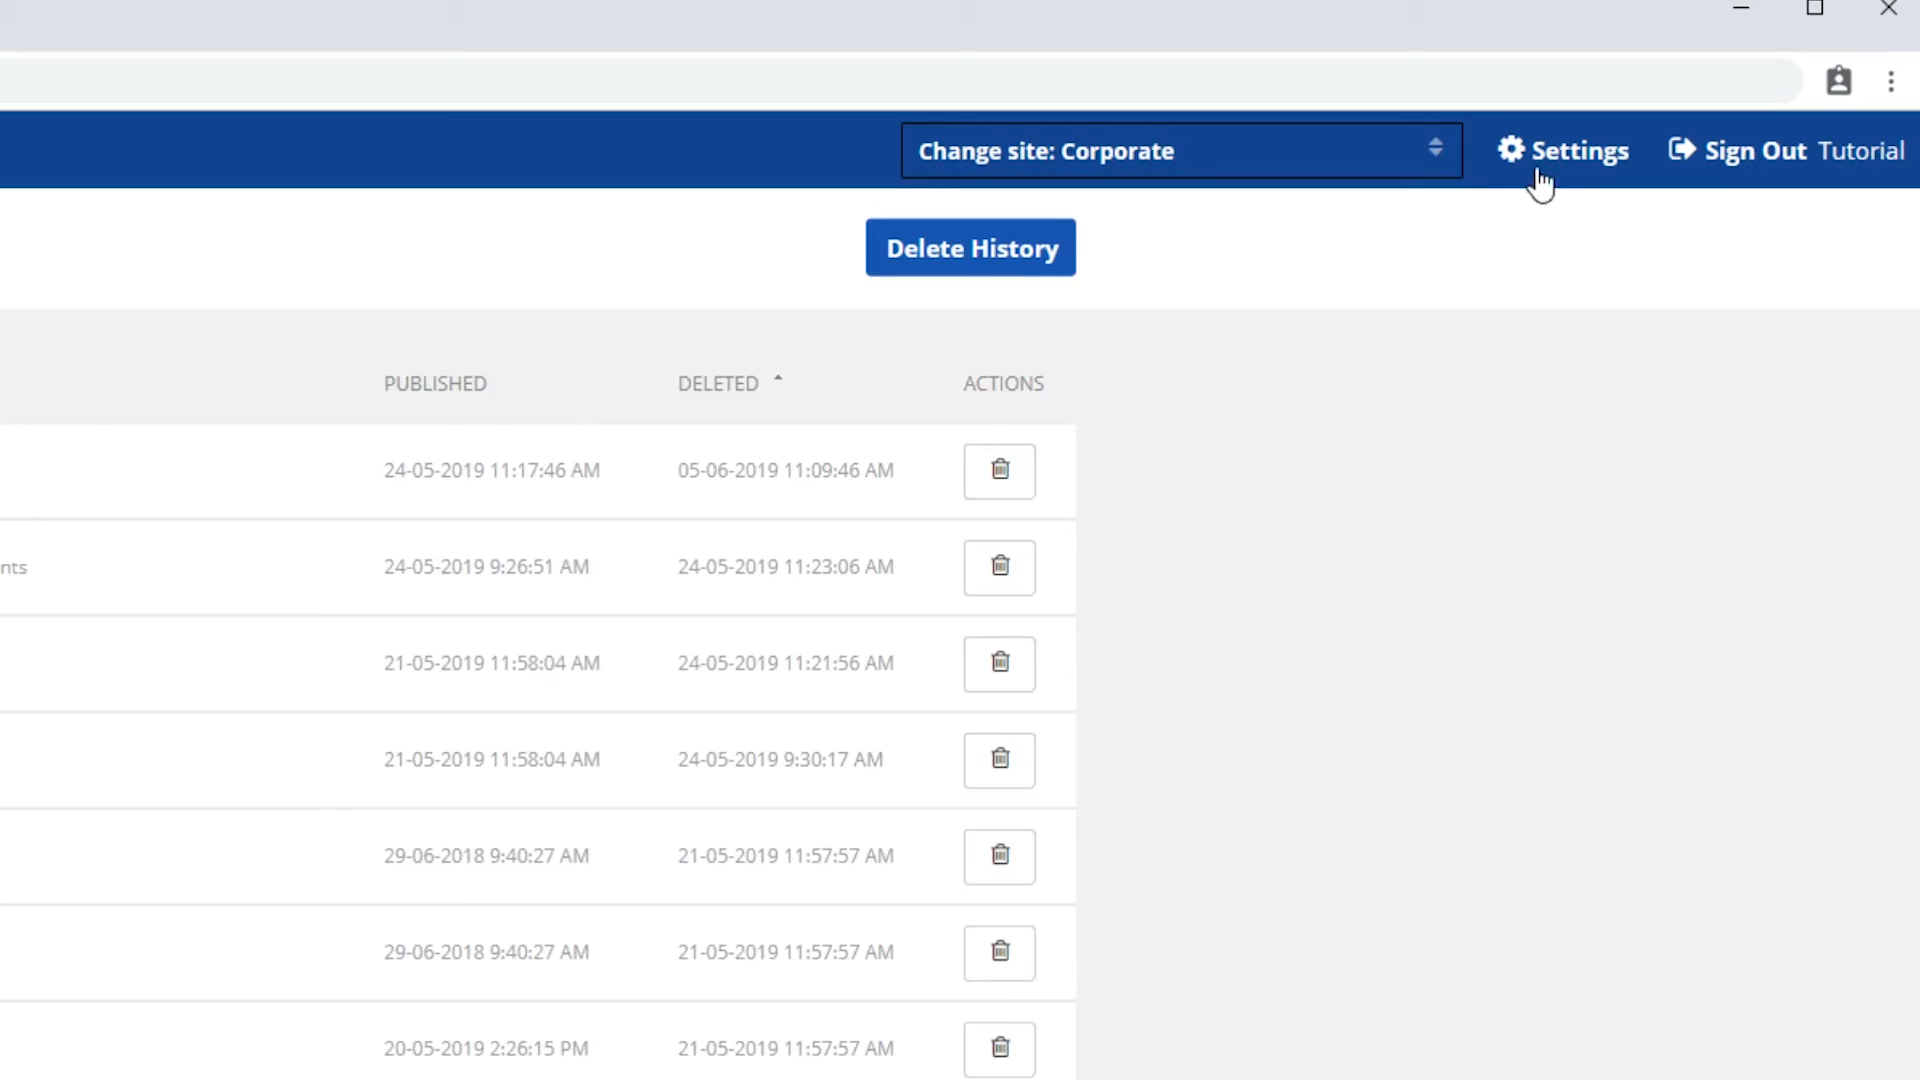 Change site: Corporate Settings Sign Out Tutorial
Delete History
PUBLISHED DELETED ACTIONS
24-05-2019 11:17:46 AM 05-06-2019 11:09:46 AM
nts 24-05-2019 9:26:51 AM 24-05-2019 11:23:06 AM
21-05-2019 11:58:04 AM 24-05-2019 11:21:56 AM
21-05-2019 11:58:04 AM 24-05-2019 9:30:17 AM
29-06-2018 9:40:27 AM 21-05-2019 11:57:57 AM
29-06-2018 9:40:27 AM 21-05-2019 11:57:57 AM
20-05-2019 2:26:15 PM 21-05-2019 11:57:57 AM